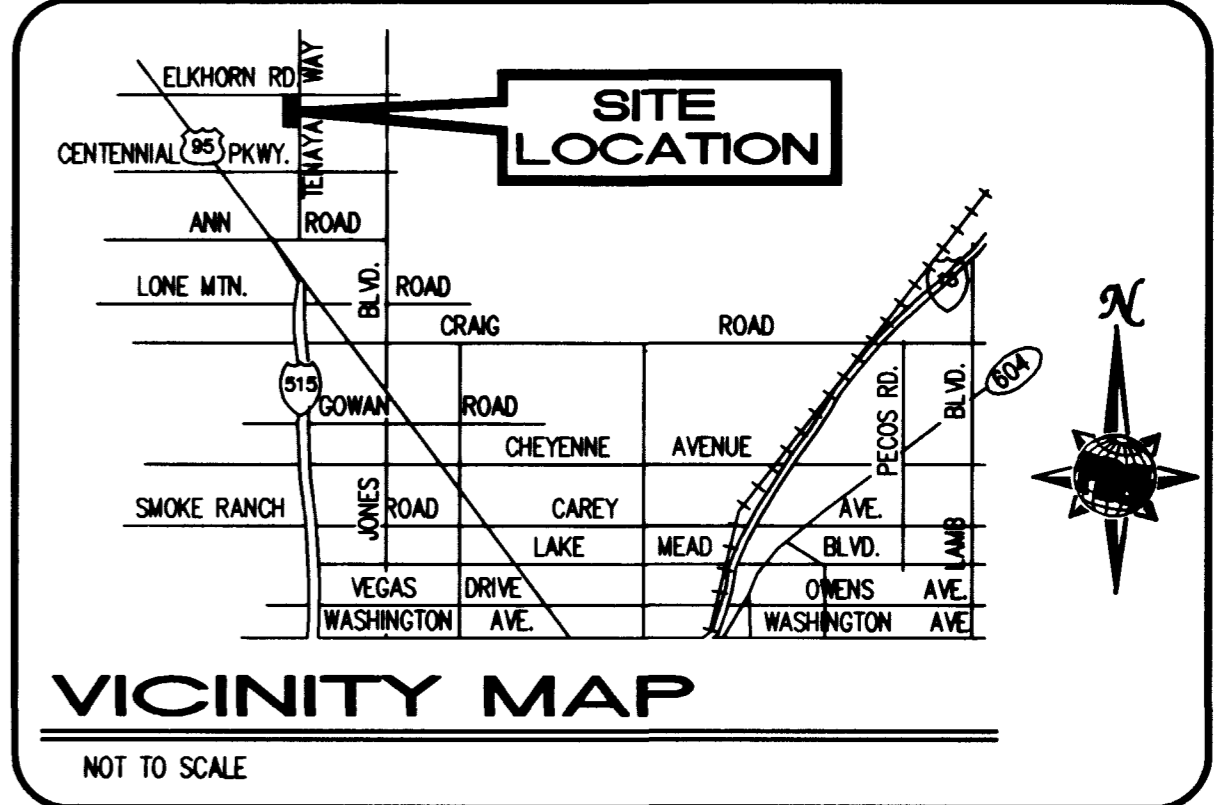 ELKHORN RD.
TENAYA WAY
SITE
LOCATION
CENTENNIAL 95 PKWY.
ANN ROAD
LONE MTN. ROAD
BLVD.
CRAIG ROAD
N
515
604
GOWAN ROAD
PECOS RD.
BLVD.
CHEYENNE AVENUE
SMOKE RANCH ROAD CAREY AVE.
JONES
LAMB
LAKE MEAD BLVD.
VEGAS DRIVE OWENS AVE.
WASHINGTON AVE. WASHINGTON AVE
VICINITY MAP
NOT TO SCALE